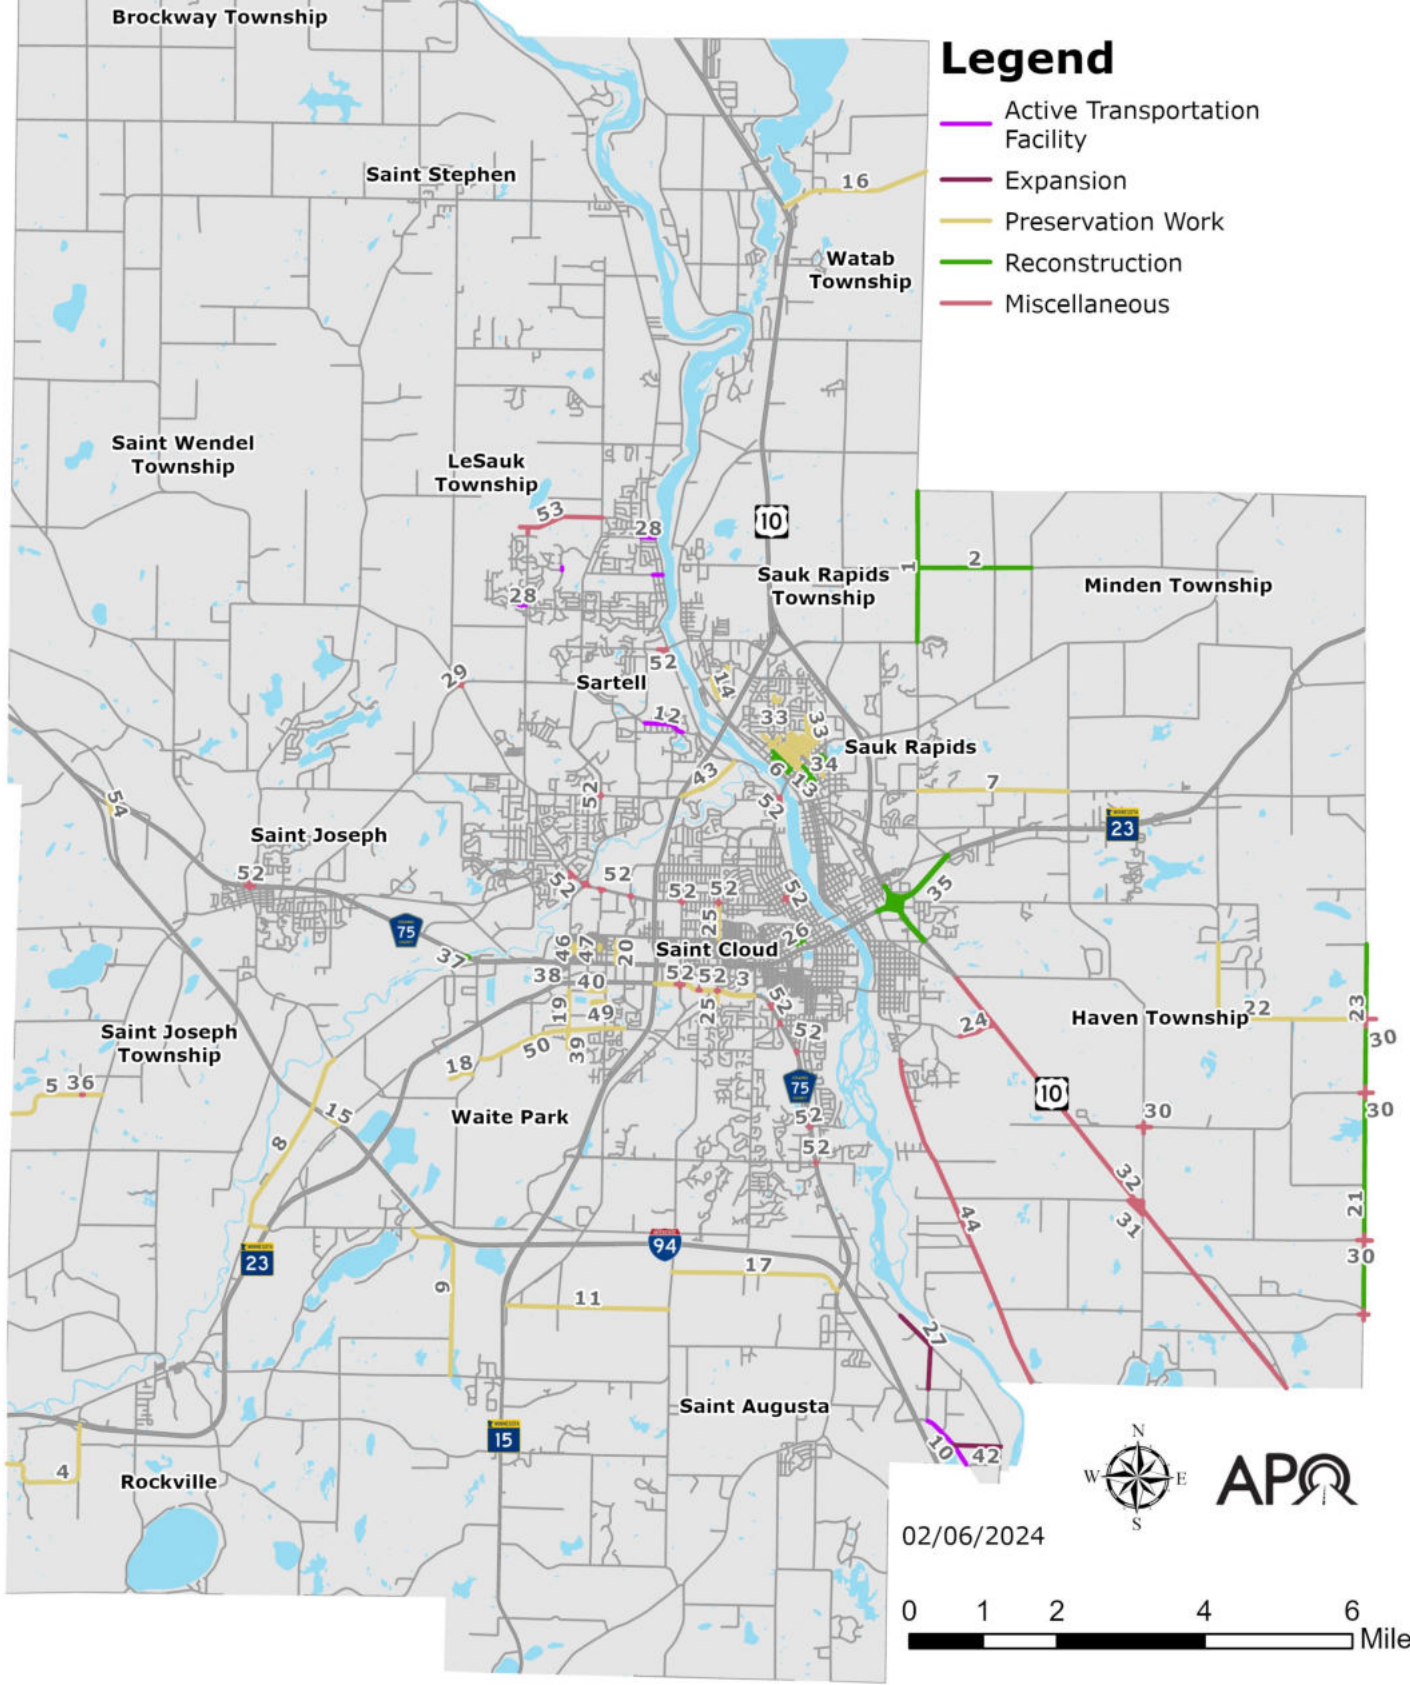 Brockway Township
Legend
Active Transportation
Facility
Expansion
Preservation Work
Reconstruction
Miscellaneous
Saint Stephen
16
Watab
Township
Saint Wendel
Township
LeSauk
Township
53
28
10
1
2
Sauk Rapids
Township
Minden Township
28
52
29
Sartell
14
12
33
33
Sauk Rapids
34
6
13
43
7
52
52
54
23
Saint Joseph
52
52
52
52
52
52
35
25
26
75
37
46
47
20
Saint Cloud
38
40
52
52
3
52
19
49
25
22
23
24
Haven Township
30
Saint Joseph
Township
50
39
52
18
75
10
5
36
30
30
15
Waite Park
52
8
52
32
44
31
21
30
94
23
17
9
11
27
Saint Augusta
15
10
42
4
Rockville
N
W
E
S
APO
02/06/2024
0
1
2
4
6
Mile